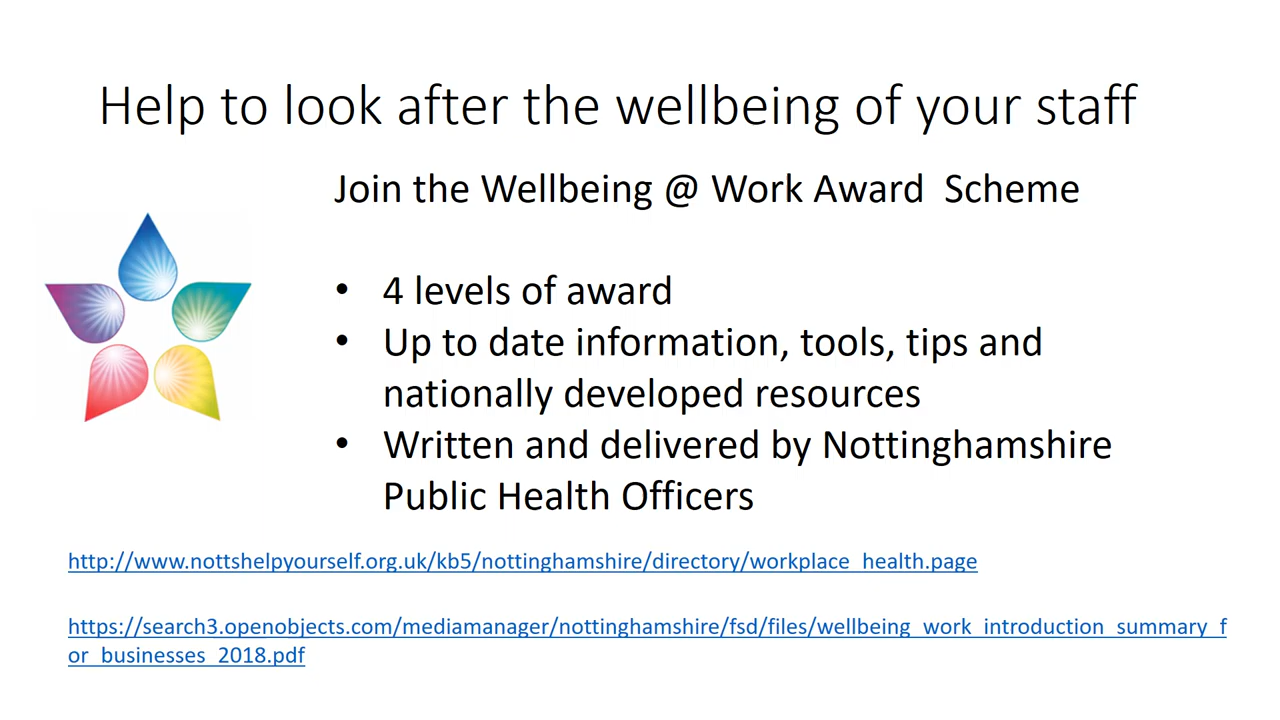 Help to look after the wellbeing of your staff
Join the Wellbeing @ Work Award  Scheme
• 4 levels of award
• Up to date information, tools, tips and
nationally developed resources
• Written and delivered by Nottinghamshire
Public Health Officers
http://www.nottshelpyourself.org.uk/kb5/nottinghamshire/directory/workplace_health.page
https://search3.openobjects.com/mediamanager/nottinghamshire/fsd/files/wellbeing_work_introduction_summary_f
or_businesses_2018.pdf